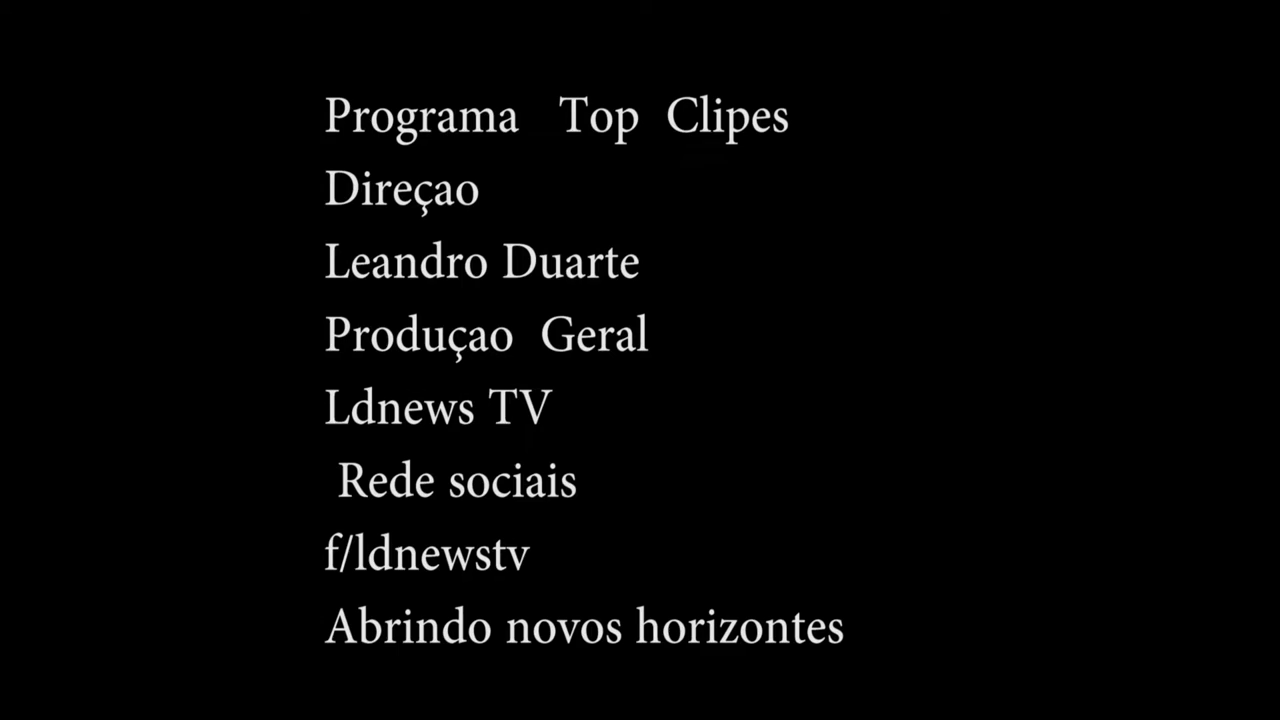 Programa Top Clipes
Direçao
Leandro Duarte
Produçao Geral
Ldnews TV
Rede sociais
f/ldnewstv
Abrindo novos horizontes